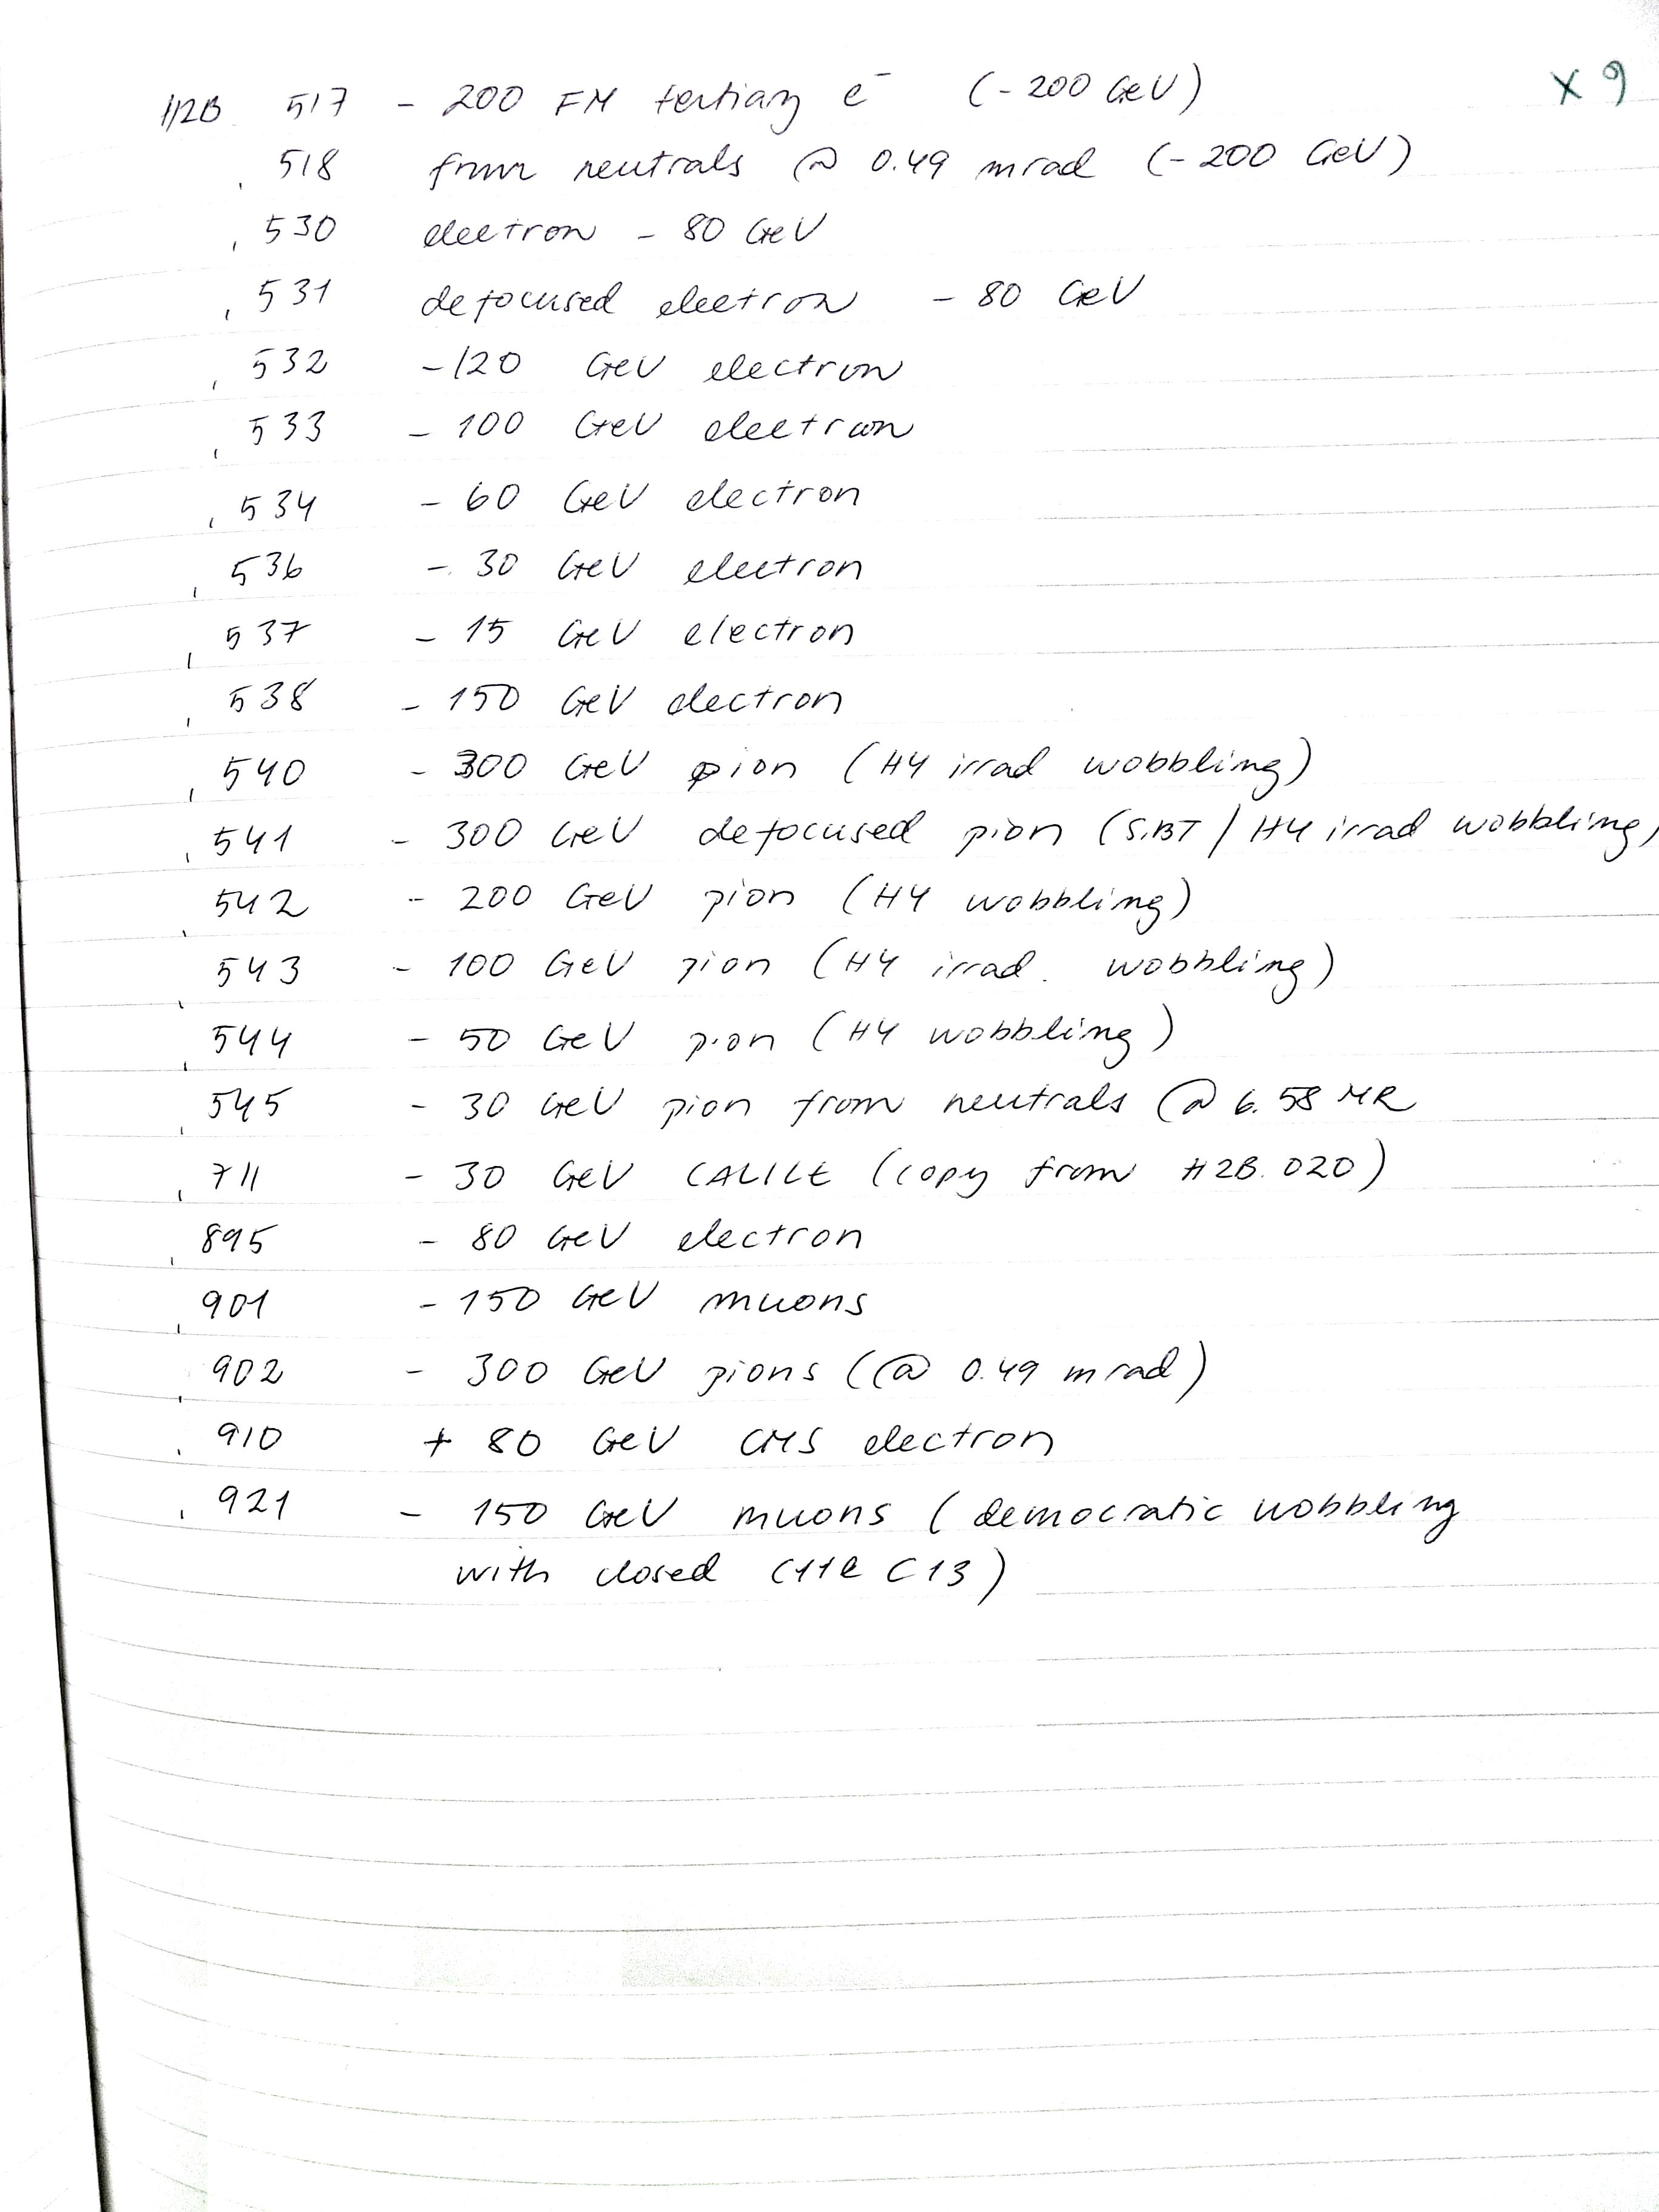 H2B. 517 - 200 FM tertiary e⁻ (-200 GeV) X 9
. 518 from neutrals @ 0.49 mrad (-200 GeV)
. 530 electron - 80 GeV
. 531 defocused electron - 80 GeV
. 532 -120 GeV electron
. 533 - 100 GeV electron
. 534 - 60 GeV electron
. 536 - 30 GeV electron
. 537 - 15 GeV electron
. 538 - 150 GeV electron
. 540 - 300 GeV pion (H4 irrad wobbling)
. 541 - 300 GeV defocused pion (S.BT / H4 irrad wobbling)
. 542 - 200 GeV pion (H4 wobbling)
. 543 - 100 GeV pion (H4 irrad. wobbling)
. 544 - 50 GeV pion (H4 wobbling)
. 545 - 30 GeV pion from neutrals @ 6.58 MR
. 711 - 30 GeV CALICE (copy from H2B.020)
. 895 - 80 GeV electron
. 901 - 150 GeV muons
. 902 - 300 GeV pions (@ 0.49 mrad)
. 910 + 80 GeV CMS electron
. 921 - 150 GeV muons (democratic wobbling
with closed C13)